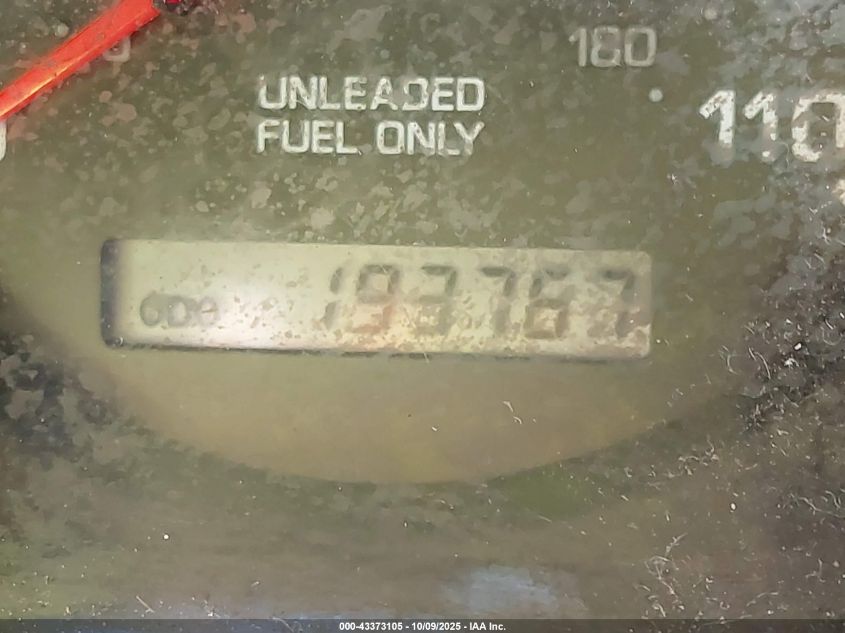 180
UNLEADED
FUEL ONLY
110
ODO 193767
000-43373105 - 10/09/2025 - IAA Inc.